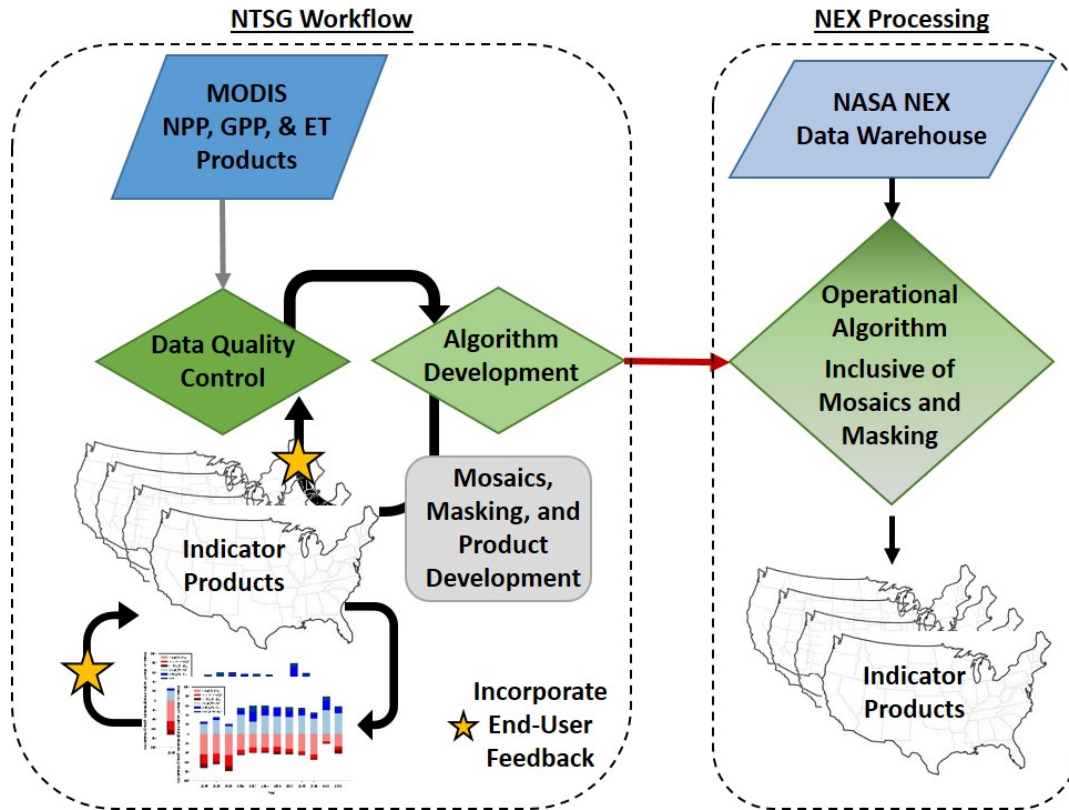 NTSG Workflow
NEX Processing
MODIS
NPP, GPP, & ET
Products
NASA NEX
Data Warehouse
Data Quality
Control
Algorithm
Development
Operational
Algorithm
Inclusive of
Mosaics and
Masking
Mosaics,
Masking, and
Product
Development
Indicator
Products
Incorporate
End-User
Feedback
Indicator
Products